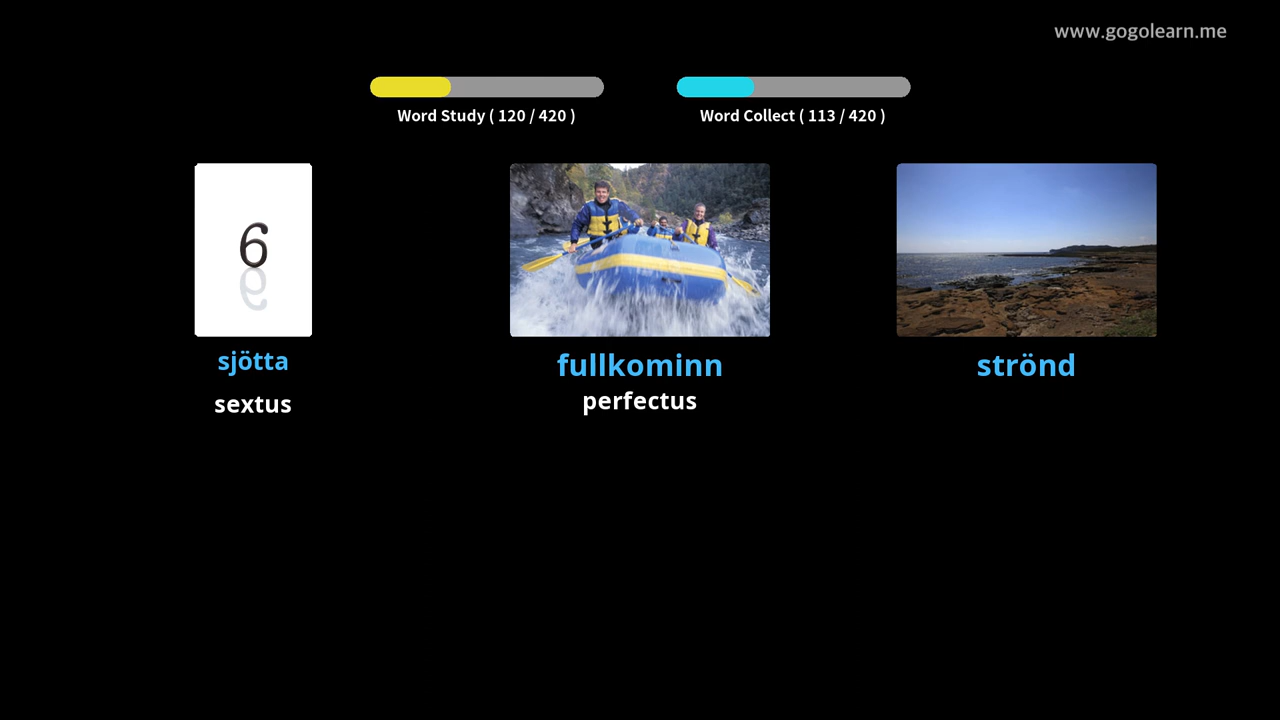 www.gogolearn.me
Word Study ( 120 / 420 )
Word Collect ( 113 / 420 )
6
sjötta
sextus
fullkominn
perfectus
strönd